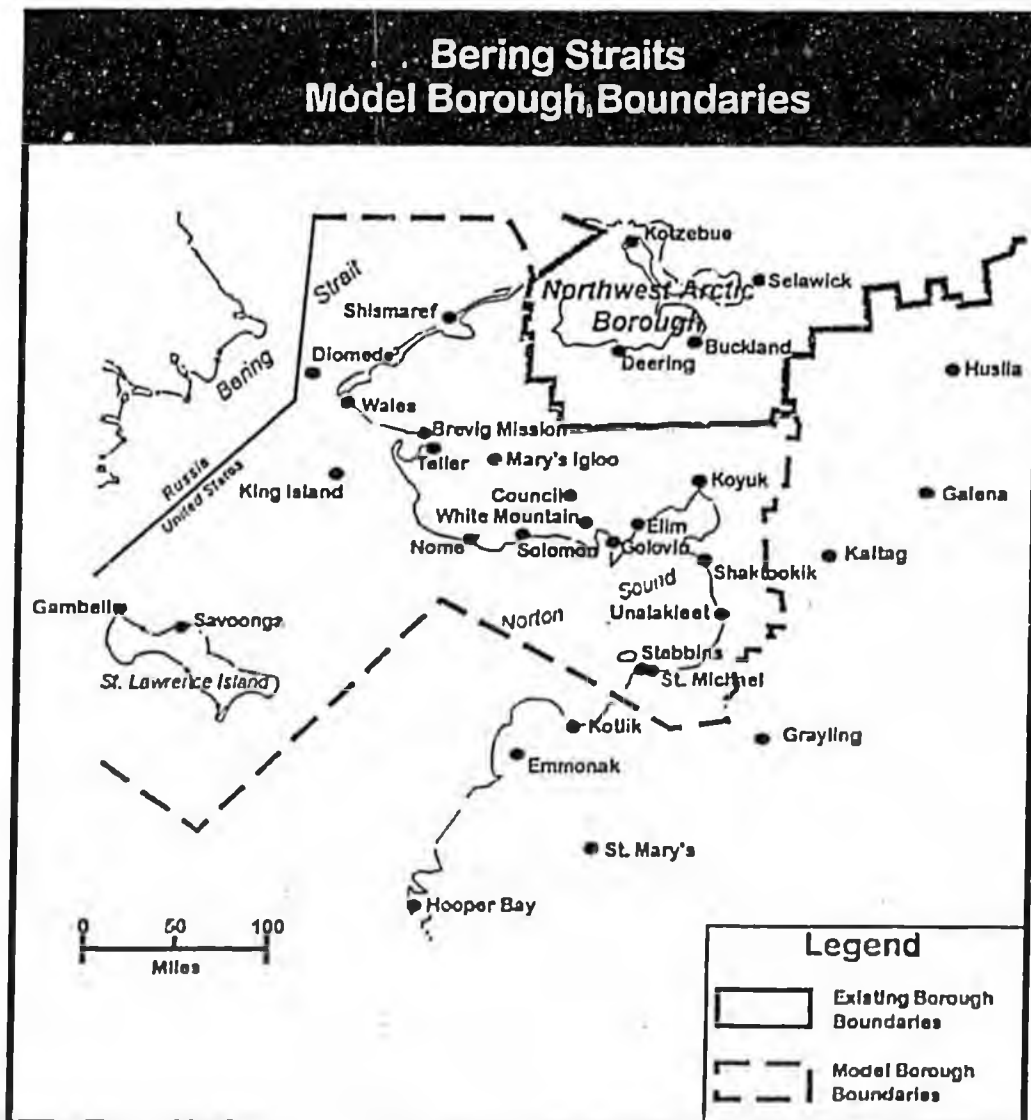 Bering Straits
Model Borough Boundaries
Kotzebue
Strait
Selawick
Northwest Arctic
Borough
Shismaref
Buckland
Diomed
Deering
Huslia
Bering
Wales
Brevig Mission
Teller
Mary's Igloo
Russia
United States
King Island
Koyuk
Council
Galena
White Mountain
Elim
Nome
Solomon
Golovin
Kaltag
Shaktookik
Sound
Gambell
Savoonga
Norton
Unalakleet
Stebbins
St. Lawrence Island
St. Michael
Kotlik
Grayling
Emmonak
St. Mary's
Hooper Bay
0 50 100
Miles
Legend
Existing Borough
Boundaries
Model Borough
Boundaries